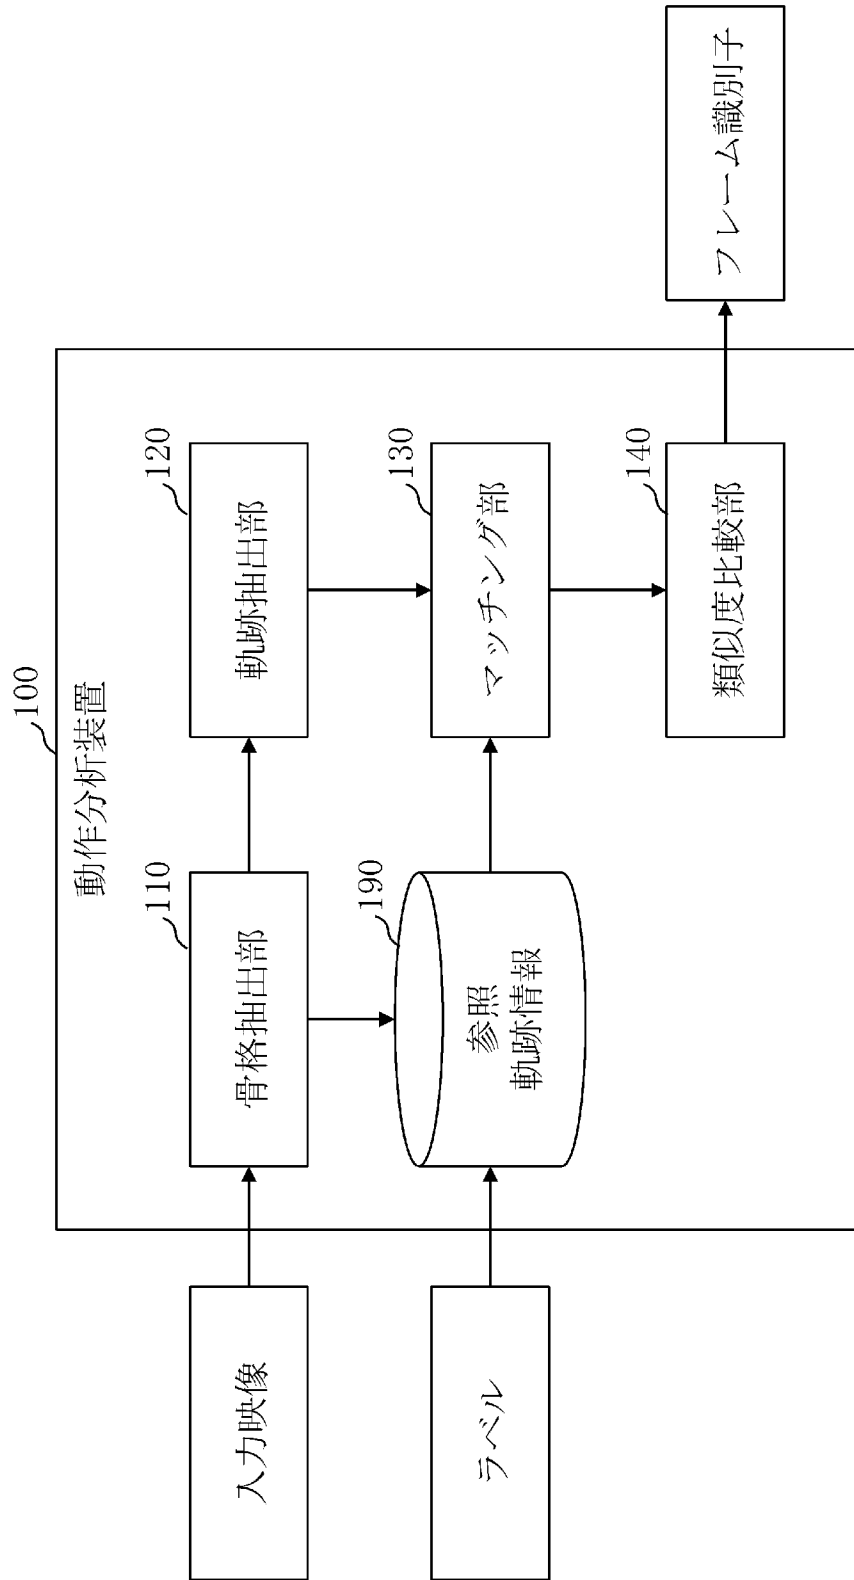 100
動作分析装置
入力映像
110
骨格抽出部
120
軌跡抽出部
ラベル
190
参照
軌跡情報
130
マッチング部
140
類似度比較部
フレーム識別子